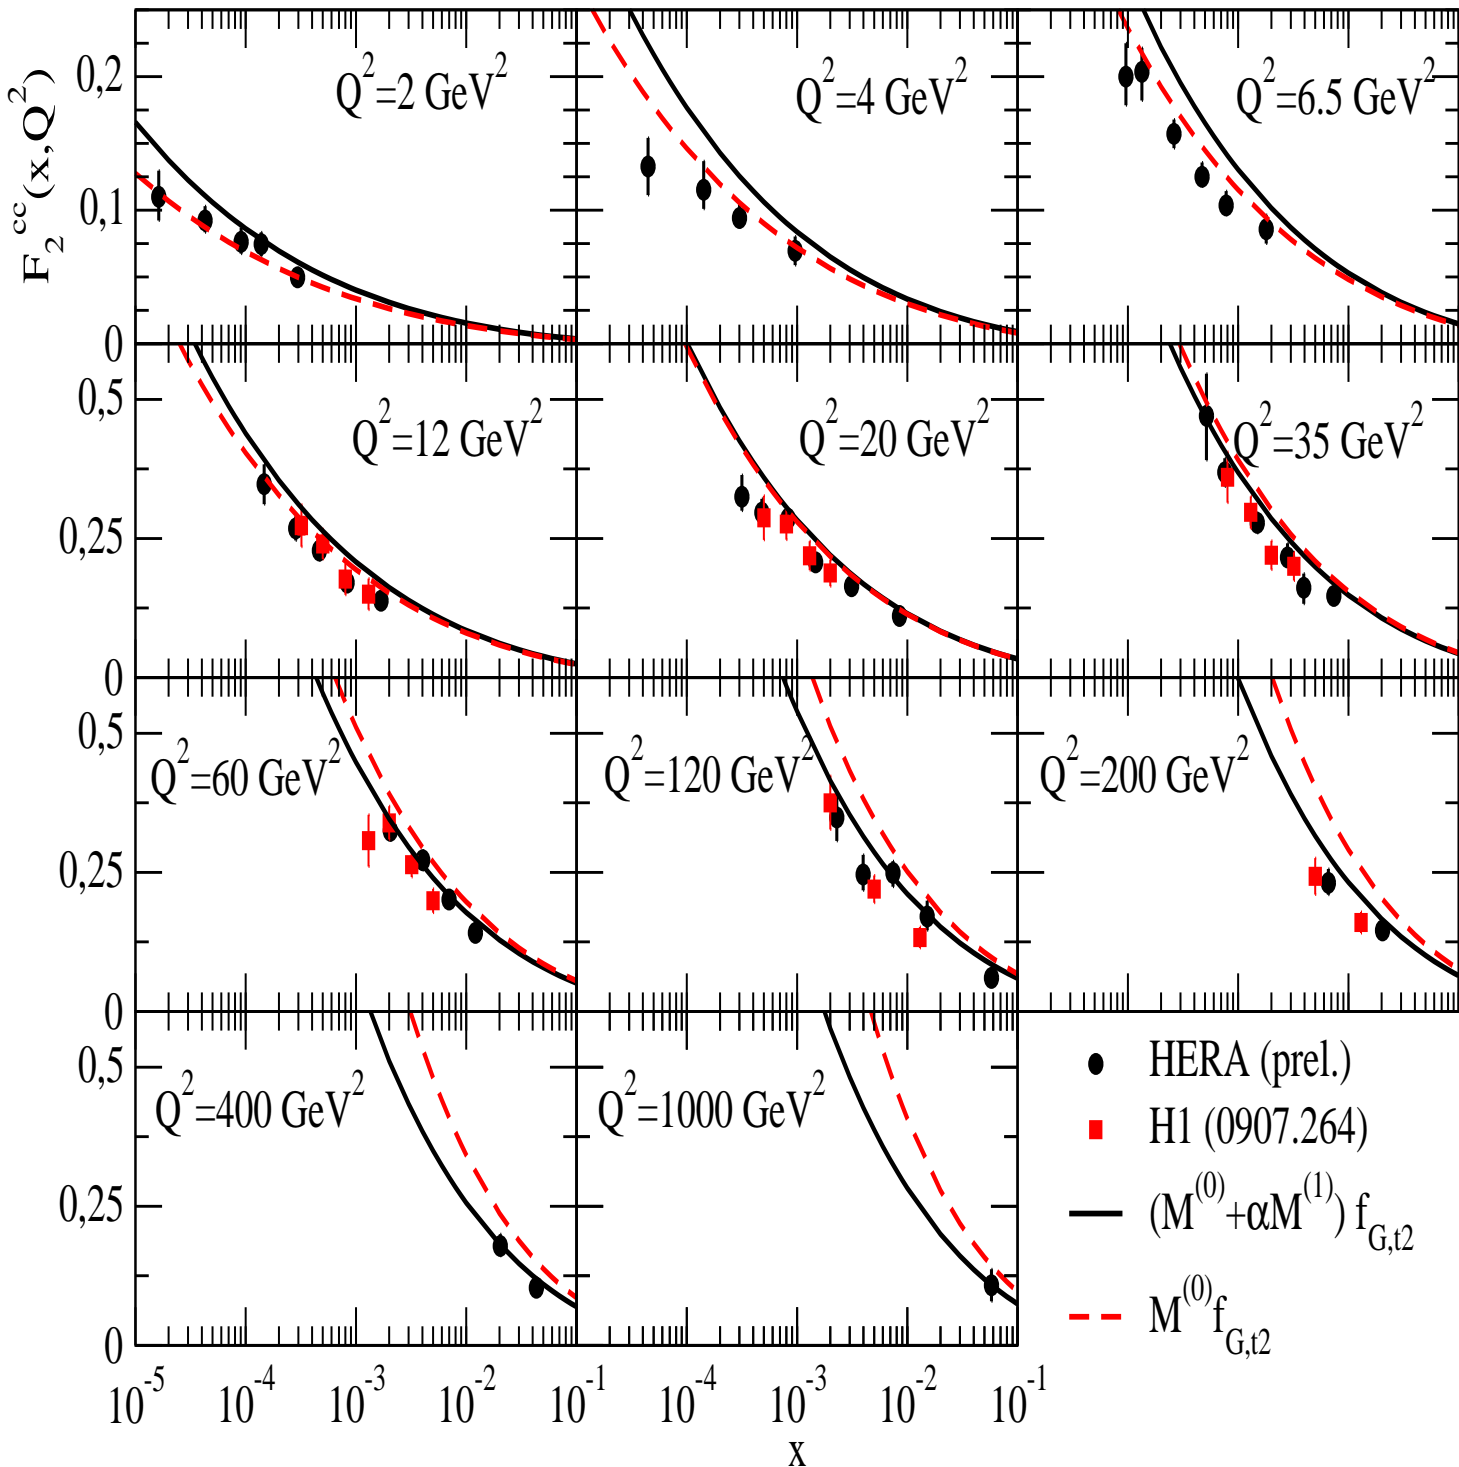 F₂ᶜᶜ(x,Q²)
0,2
0,1
0
Q²=2 GeV²
Q²=4 GeV²
Q²=6.5 GeV²
0,5
0,25
0
Q²=12 GeV²
Q²=20 GeV²
Q²=35 GeV²
0,5
0,25
0
Q²=60 GeV²
Q²=120 GeV²
Q²=200 GeV²
0,5
0,25
0
Q²=400 GeV²
Q²=1000 GeV²
HERA (prel.)
H1 (0907.264)
(M⁽⁰⁾+αM⁽¹⁾) f_G,t2
M⁽⁰⁾f_G,t2
10⁻⁵ 10⁻⁴ 10⁻³ 10⁻² 10⁻¹ 10⁻³ 10⁻² 10⁻¹
x